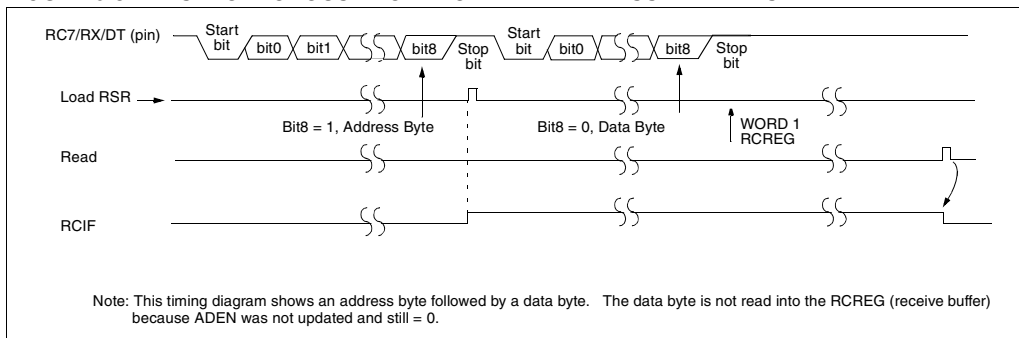 RC7/RX/DT (pin)
Start bit
bit0
bit1
bit8
Stop bit
Start bit
bit0
bit8
Stop bit
Load RSR
Bit8 = 1, Address Byte
Bit8 = 0, Data Byte
WORD 1
RCREG
Read
RCIF
Note: This timing diagram shows an address byte followed by a data byte. The data byte is not read into the RCREG (receive buffer)
because ADEN was not updated and still = 0.